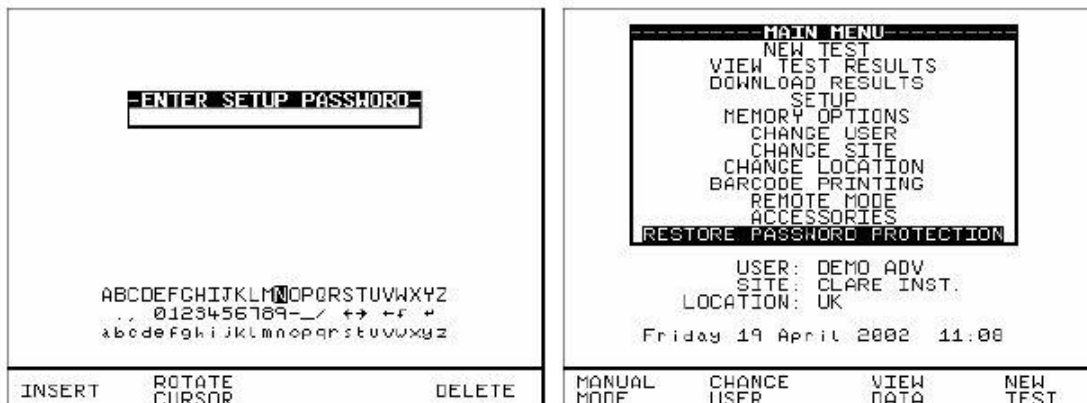 -ENTER SETUP PASSWORD-
ABCDEFGHIJKLMNOPQRSTUVWXYZ
., 0123456789-_/ ←→ ←↑ ↵
abcdefghijklmnopqrstuvwxyz
INSERT ROTATE CURSOR DELETE
----------MAIN MENU----------
NEW TEST
VIEW TEST RESULTS
DOWNLOAD RESULTS
SETUP
MEMORY OPTIONS
CHANGE USER
CHANGE SITE
CHANGE LOCATION
BARCODE PRINTING
REMOTE MODE
ACCESSORIES
RESTORE PASSWORD PROTECTION
USER: DEMO ADV
SITE: CLARE INST.
LOCATION: UK
Friday 19 April 2002 11:08
MANUAL MODE CHANGE USER VIEW DATA NEW TEST